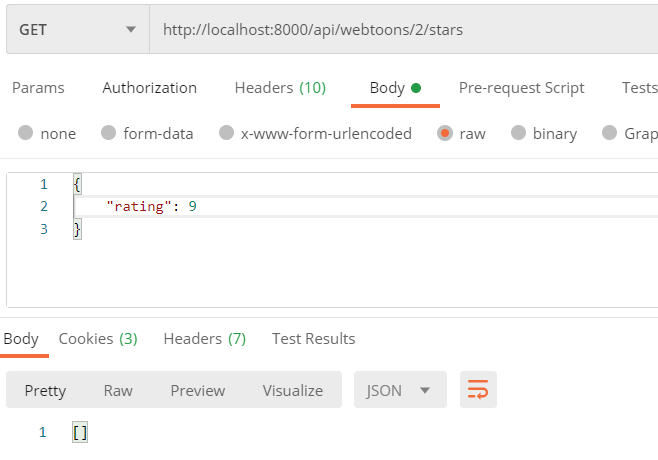 GET http://localhost:8000/api/webtoons/2/stars
Params Authorization Headers (10) Body Pre-request Script Tests
none form-data x-www-form-urlencoded raw binary Grap
1 {
2 "rating": 9
3 }
Body Cookies (3) Headers (7) Test Results
Pretty Raw Preview Visualize JSON
1 []